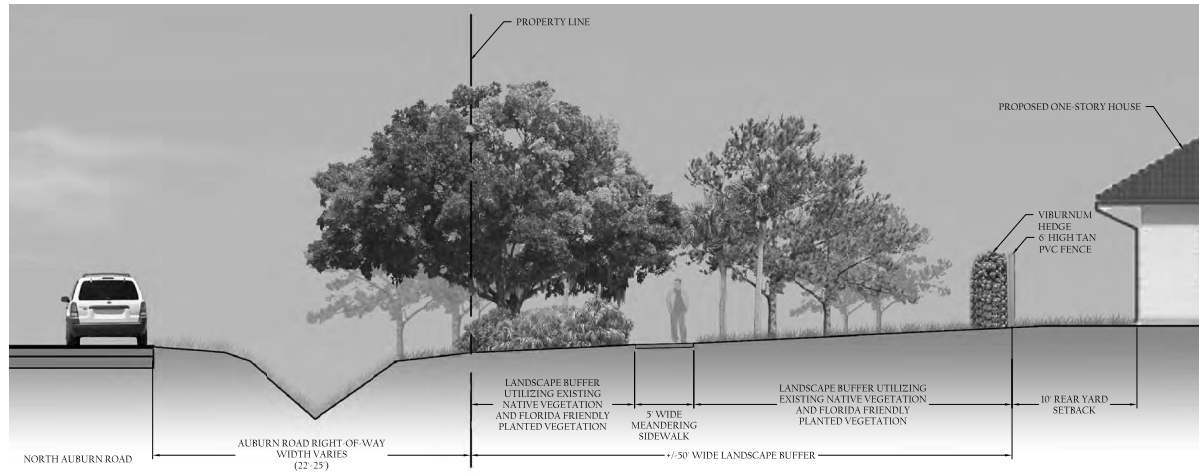 PROPERTY LINE
PROPOSED ONE-STORY HOUSE
VIBURNUM
HEDGE
6' HIGH TAN
PVC FENCE
LANDSCAPE BUFFER
UTILIZING EXISTING
NATIVE VEGETATION
AND FLORIDA FRIENDLY
PLANTED VEGETATION
5' WIDE
MEANDERING
SIDEWALK
LANDSCAPE BUFFER UTILIZING
EXISTING NATIVE VEGETATION
AND FLORIDA FRIENDLY
PLANTED VEGETATION
10' REAR YARD
SETBACK
NORTH AUBURN ROAD
AUBURN ROAD RIGHT-OF-WAY
WIDTH VARIES
(22'-25')
+/-50' WIDE LANDSCAPE BUFFER